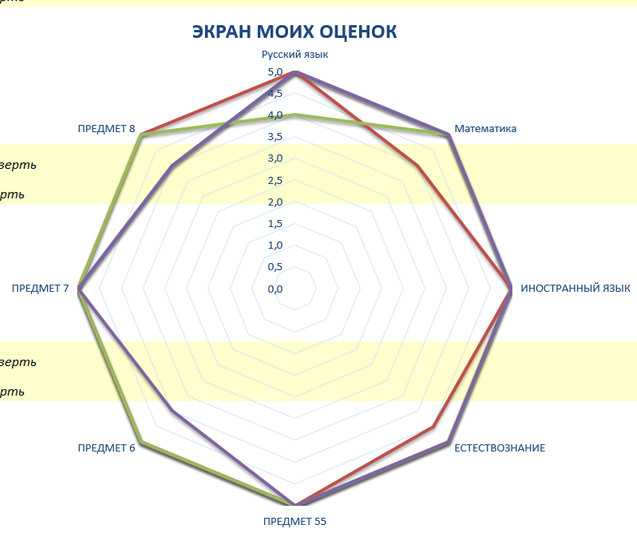 ЭКРАН МОИХ ОЦЕНОК
Русский язык
5,0
4,5
4,0
3,5
3,0
2,5
2,0
1,5
1,0
0,5
0,0
Математика
ИНОСТРАННЫЙ ЯЗЫК
ЕСТЕСТВОЗНАНИЕ
ПРЕДМЕТ 55
ПРЕДМЕТ 6
ПРЕДМЕТ 7
ПРЕДМЕТ 8
верть
рть
верть
рть